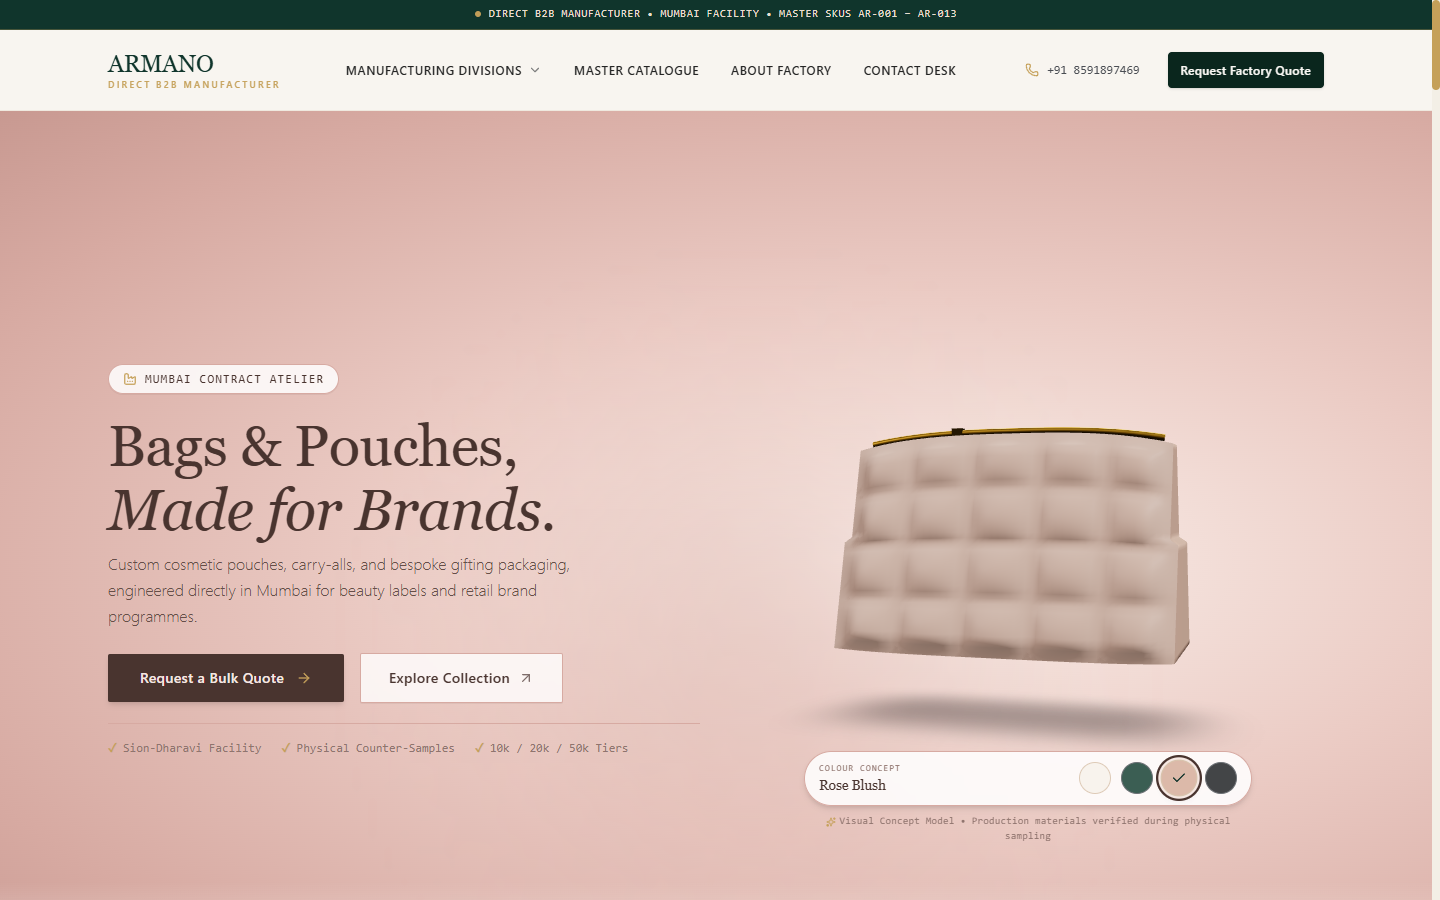 DIRECT B2B MANUFACTURER • MUMBAI FACILITY • MASTER SKUS AR-001 – AR-013
ARMANO
DIRECT B2B MANUFACTURER
MANUFACTURING DIVISIONS
MASTER CATALOGUE
ABOUT FACTORY
CONTACT DESK
+91 8591897469
Request Factory Quote
MUMBAI CONTRACT ATELIER
Bags & Pouches,
Made for Brands.
Custom cosmetic pouches, carry-alls, and bespoke gifting packaging,
engineered directly in Mumbai for beauty labels and retail brand
programmes.
Request a Bulk Quote
Explore Collection
✓ Sion-Dharavi Facility ✓ Physical Counter-Samples ✓ 10k / 20k / 50k Tiers
COLOUR CONCEPT
Rose Blush
Visual Concept Model • Production materials verified during physical
sampling